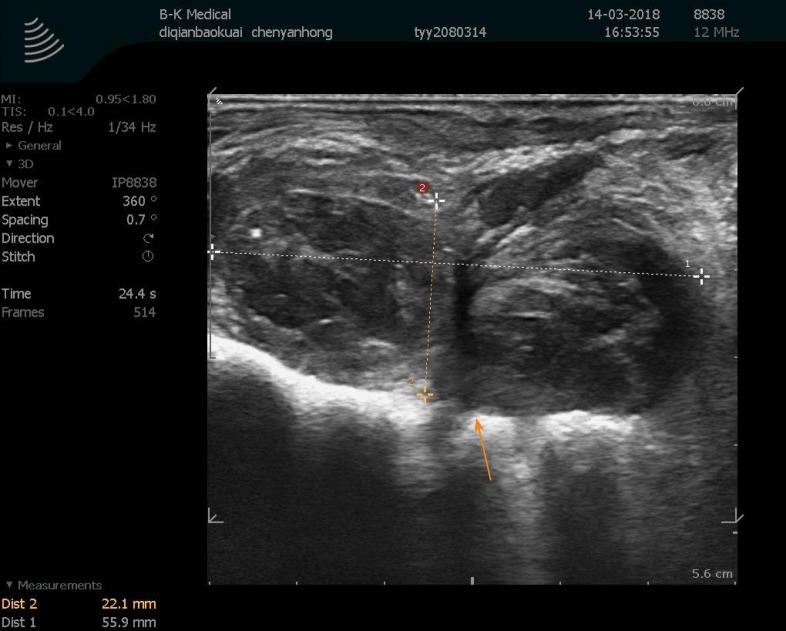 B-K Medical 14-03-2018 8838
diqianbaokuai chenyanhong tyy2080314 16:53:55 12 MHz
MI: 0.95<1.80
TIS: 0.1<4.0
Res / Hz 1/34 Hz
General
3D
Mover IP8838
Extent 360 °
Spacing 0.7 °
Direction
Stitch
Time 24.4 s
Frames 514
0.0 cm
2
1
2
5.6 cm
Measurements
Dist 2 22.1 mm
Dist 1 55.9 mm